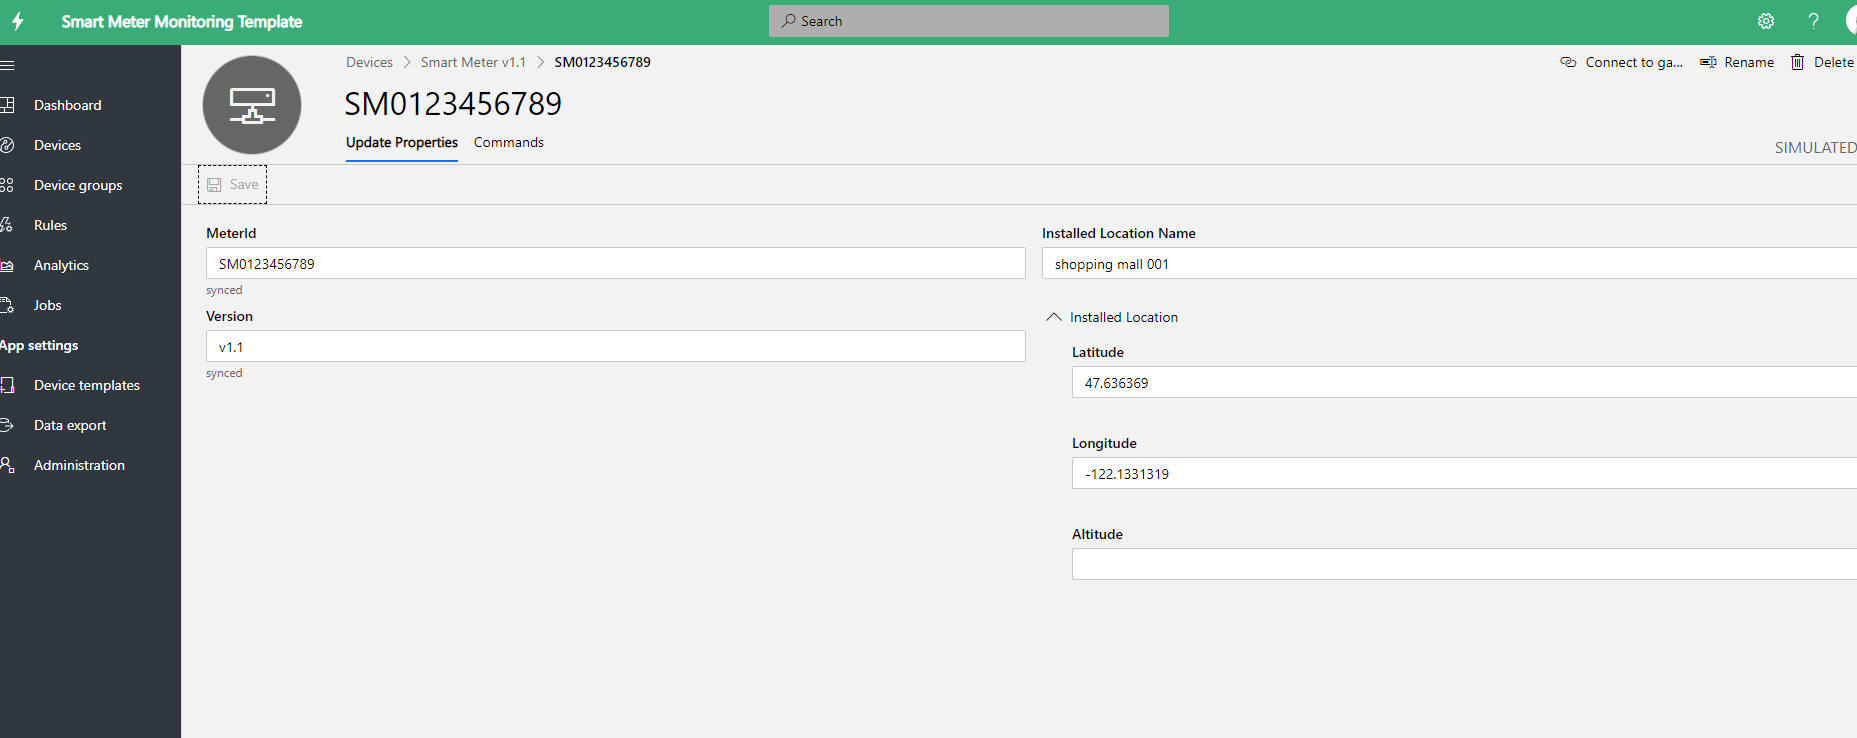 Smart Meter Monitoring Template
Search
?
Dashboard
Devices
Device groups
Rules
Analytics
Jobs
App settings
Device templates
Data export
Administration
Devices > Smart Meter v1.1 > SM0123456789
Connect to ga...
Rename
Delete
SM0123456789
Update Properties
Commands
SIMULATED
Save
MeterId
SM0123456789
synced
Version
v1.1
synced
Installed Location Name
shopping mall 001
Installed Location
Latitude
47.636369
Longitude
-122.1331319
Altitude